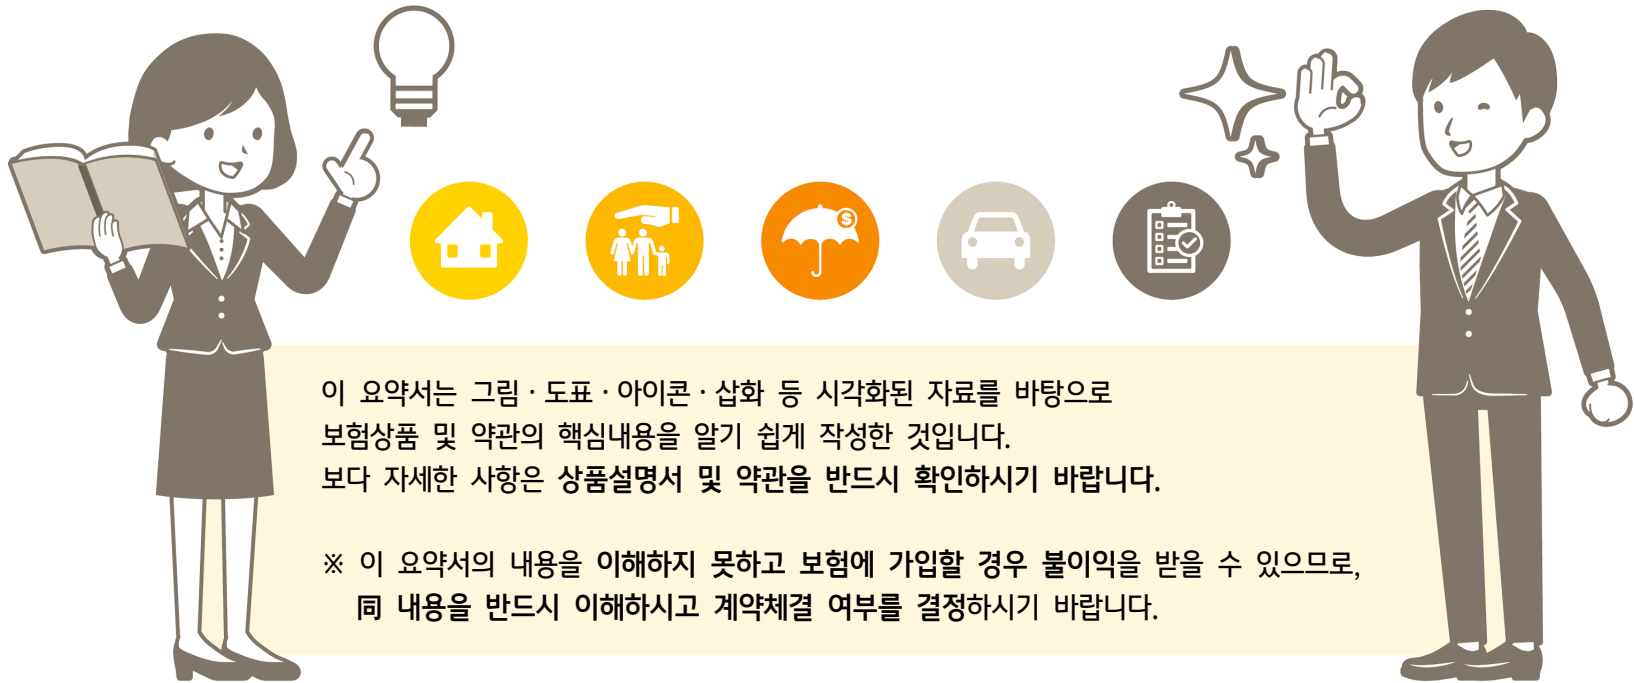 이 요약서는 그림 · 도표 · 아이콘 · 삽화 등 시각화된 자료를 바탕으로
보험상품 및 약관의 핵심내용을 알기 쉽게 작성한 것입니다.
보다 자세한 사항은 상품설명서 및 약관을 반드시 확인하시기 바랍니다.
※ 이 요약서의 내용을 이해하지 못하고 보험에 가입할 경우 불이익을 받을 수 있으므로,
同 내용을 반드시 이해하시고 계약체결 여부를 결정하시기 바랍니다.